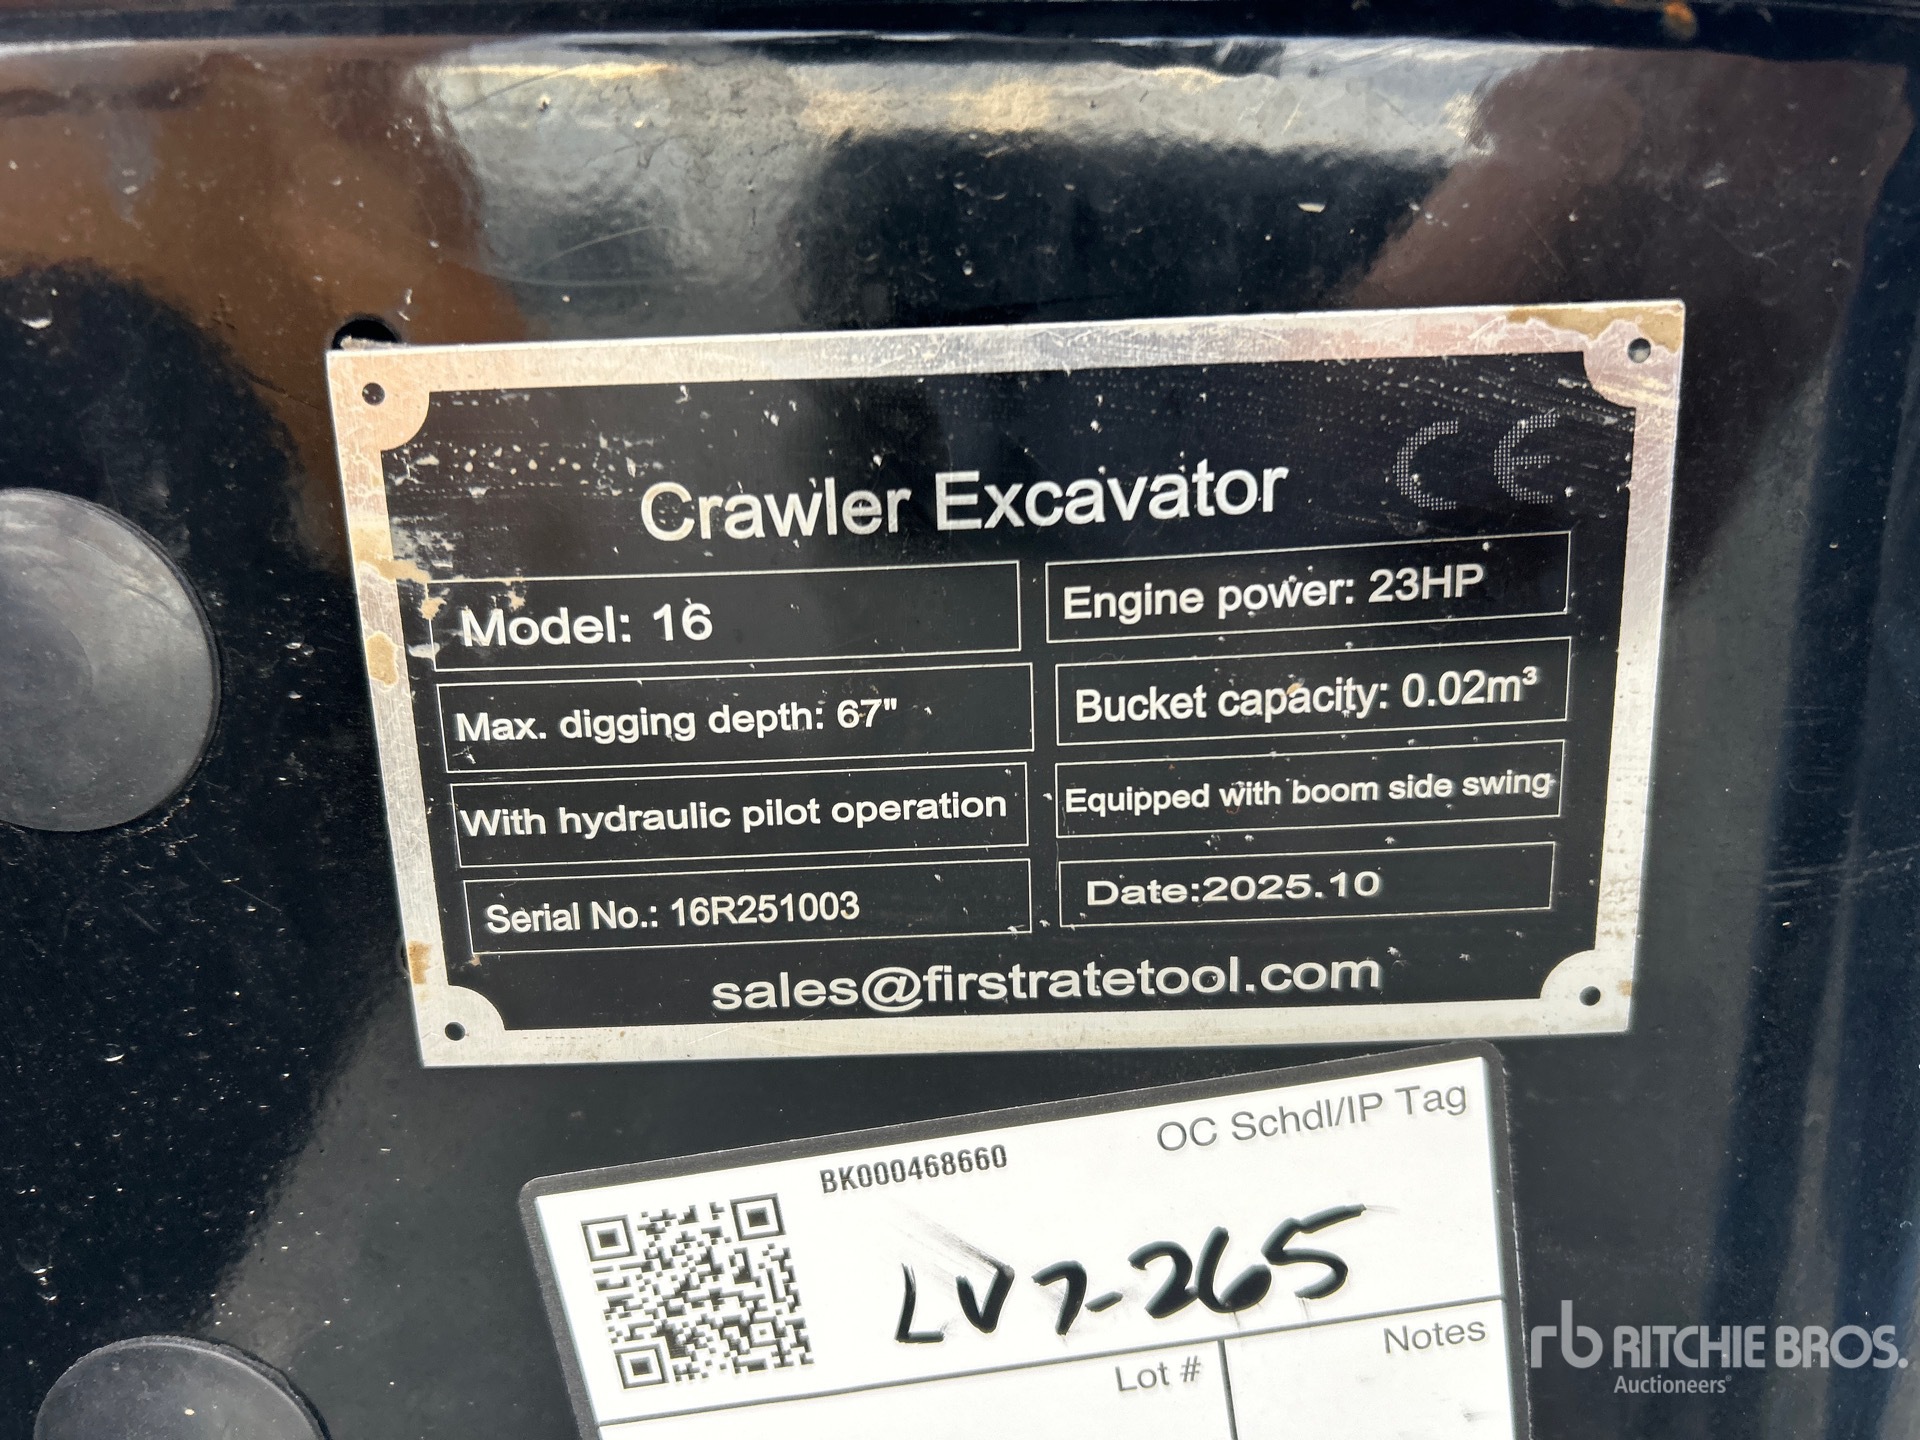 CE
Crawler Excavator
Model: 16
Engine power: 23HP
Max. digging depth: 67"
Bucket capacity: 0.02m³
With hydraulic pilot operation
Equipped with boom side swing
Serial No.: 16R251003
Date:2025.10
sales@firstratetool.com
OC Schdl/IP Tag
BK000468660
LV7-265
Lot #
Notes
rb RITCHIE BROS.
Auctioneers